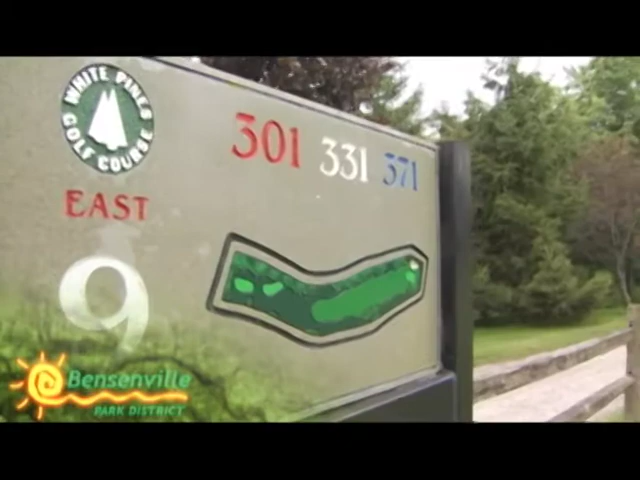 WHITE PINES
GOLF COURSE
301 331 371
EAST
9
Bensenville
PARK DISTRICT